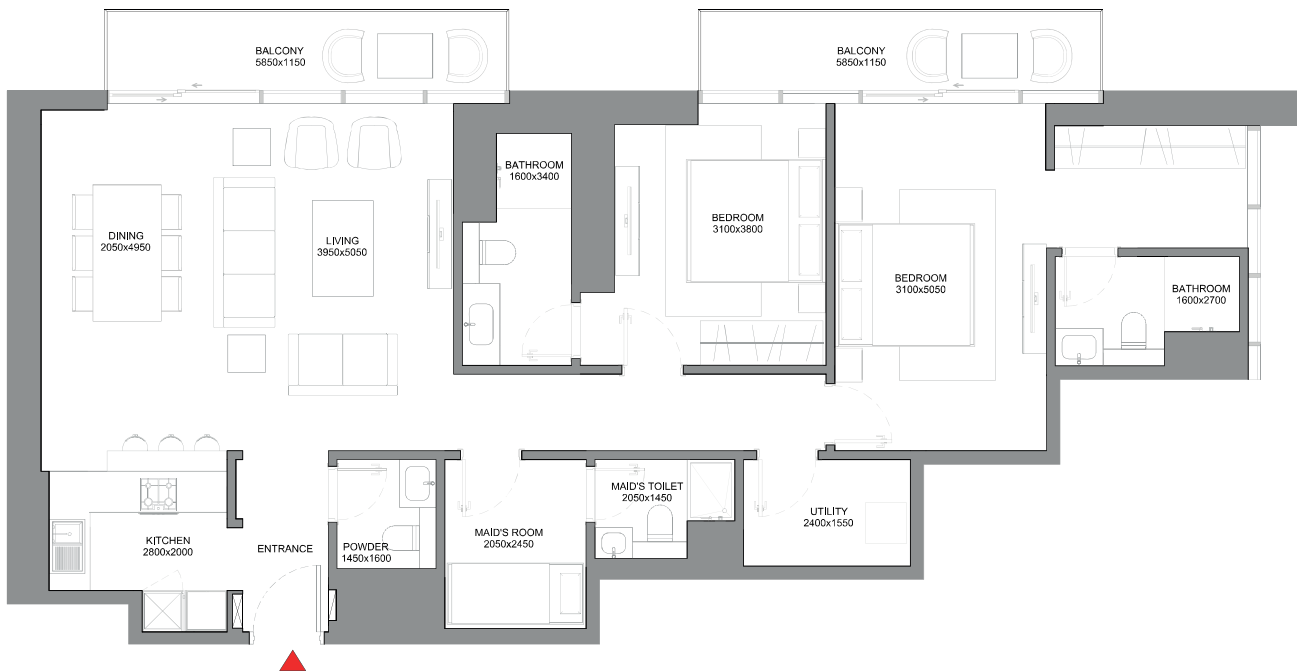 BALCONY
5850x1150
BALCONY
5850x1150
BATHROOM
1600x3400
BEDROOM
3100x3800
DINING
2050x4950
LIVING
3950x5050
BEDROOM
3100x5050
BATHROOM
1600x2700
MAID'S TOILET
2050x1450
UTILITY
2400x1550
KITCHEN
2800x2000
ENTRANCE
POWDER
1450x1600
MAID'S ROOM
2050x2450